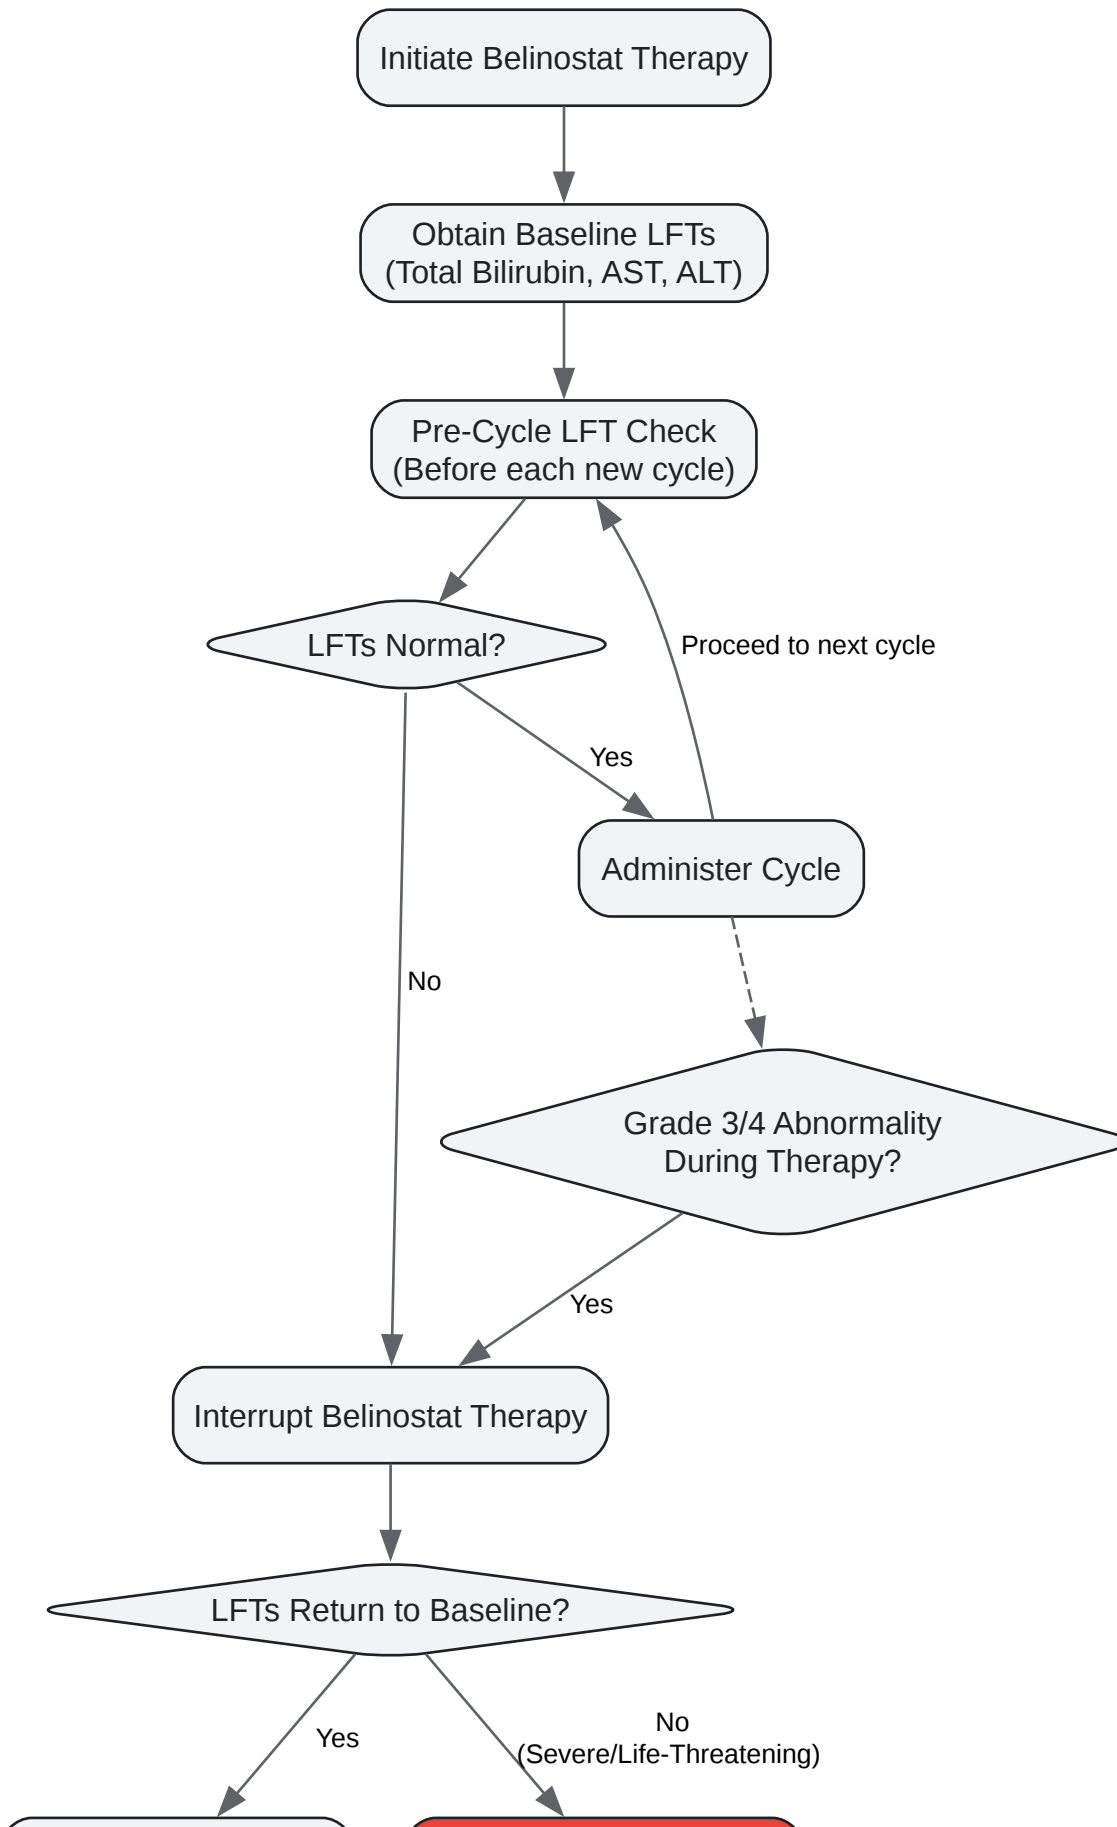 Initiate Belinostat Therapy
Obtain Baseline LFTs
(Total Bilirubin, AST, ALT)
Pre-Cycle LFT Check
(Before each new cycle)
LFTs Normal?
Proceed to next cycle
Yes
Administer Cycle
No
Grade 3/4 Abnormality
During Therapy?
Yes
Interrupt Belinostat Therapy
LFTs Return to Baseline?
Yes
No
(Severe/Life-Threatening)